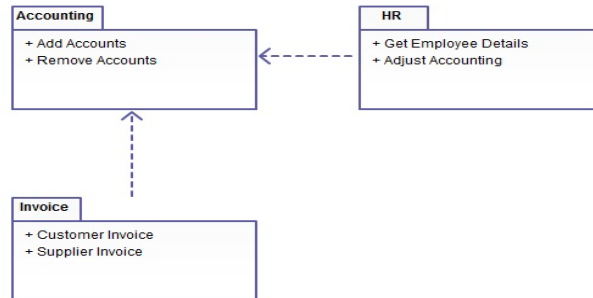 Accounting
+ Add Accounts
+ Remove Accounts
HR
+ Get Employee Details
+ Adjust Accounting
Invoice
+ Customer Invoice
+ Supplier Invoice